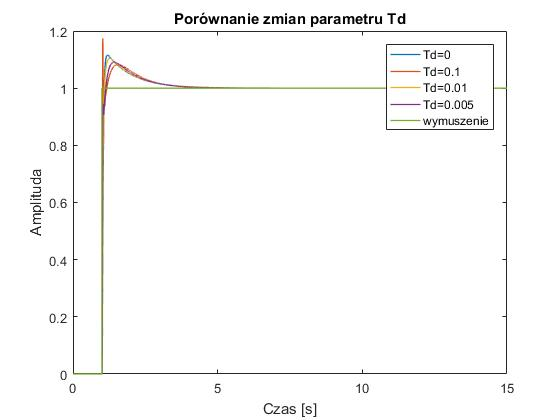 Porównanie zmian parametru Td
1.2
1
0.8
0.6
0.4
0.2
0
Amplituda
Td=0
Td=0.1
Td=0.01
Td=0.005
wymuszenie
0
5
10
15
Czas [s]